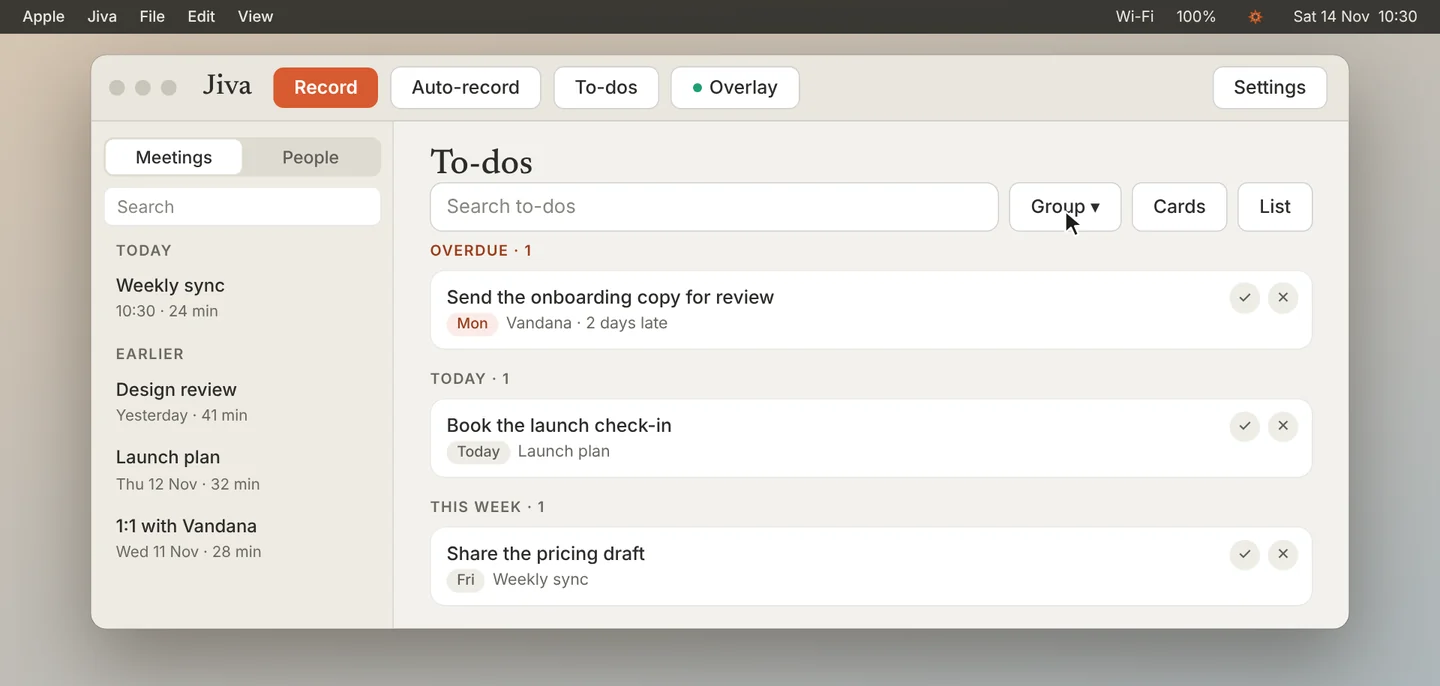 Apple Jiva File Edit View Wi-Fi 100% Sat 14 Nov 10:30
Jiva Record Auto-record To-dos Overlay Settings
Meetings People
Search
TODAY
Weekly sync
10:30 · 24 min
EARLIER
Design review
Yesterday · 41 min
Launch plan
Thu 12 Nov · 32 min
1:1 with Vandana
Wed 11 Nov · 28 min
To-dos
Search to-dos Group ▾ Cards List
OVERDUE · 1
Send the onboarding copy for review
Mon Vandana · 2 days late
TODAY · 1
Book the launch check-in
Today Launch plan
THIS WEEK · 1
Share the pricing draft
Fri Weekly sync